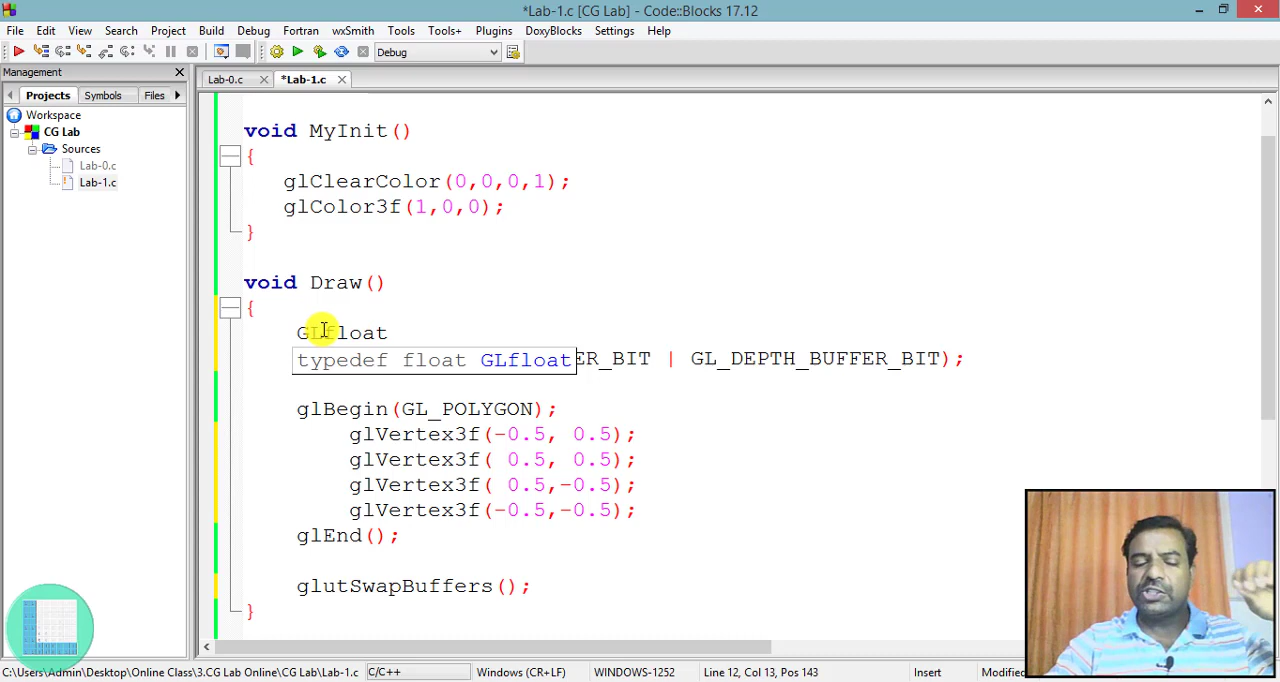 *Lab-1.c [CG Lab] - Code::Blocks 17.12
File Edit View Search Project Build Debug Fortran wxSmith Tools Tools+ Plugins DoxyBlocks Settings Help
Debug
Management
Projects Symbols Files
Workspace
CG Lab
Sources
Lab-0.c
Lab-1.c
Lab-0.c *Lab-1.c
void MyInit()
{
glClearColor(0,0,0,1);
glColor3f(1,0,0);
}
void Draw()
{
GLfloat
typedef float GLfloat
ER_BIT | GL_DEPTH_BUFFER_BIT);
glBegin(GL_POLYGON);
glVertex3f(-0.5, 0.5);
glVertex3f( 0.5, 0.5);
glVertex3f( 0.5,-0.5);
glVertex3f(-0.5,-0.5);
glEnd();
glutSwapBuffers();
}
C:\Users\Admin\Desktop\Online Class\3.CG Lab Online\CG Lab\Lab-1.c C/C++ Windows (CR+LF) WINDOWS-1252 Line 12, Col 13, Pos 143 Insert Modified